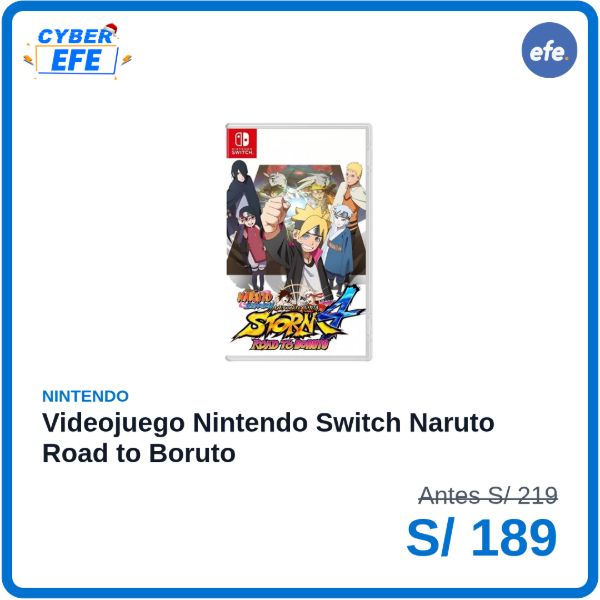 CYBER
EFE
efe.
NINTENDO
SWITCH
NARUTO
STORM 4
ROAD TO BORUTO
NINTENDO
Videojuego Nintendo Switch Naruto
Road to Boruto
Antes S/ 219
S/ 189